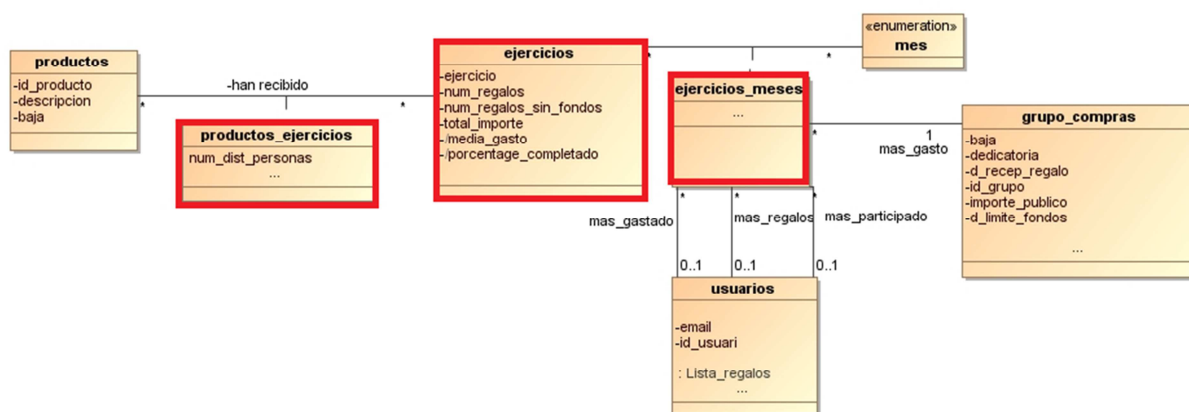 «enumeration»
mes
productos
-id_producto
-descripcion
-baja
*
-han recibido
*
productos_ejercicios
num_dist_personas
...
ejercicios
-ejercicio
-num_regalos
-num_regalos_sin_fondos
-total_importe
-/media_gasto
-/porcentage_completado
*
*
ejercicios_meses
...
*
1
mas_gasto
grupo_compras
-baja
-dedicatoria
-d_recep_regalo
-id_grupo
-importe_publico
-d_limite_fondos
...
*
*
*
mas_gastado
mas_regalos
mas_participado
0..1
0..1
0..1
usuarios
-email
-id_usuari
: Lista_regalos
...